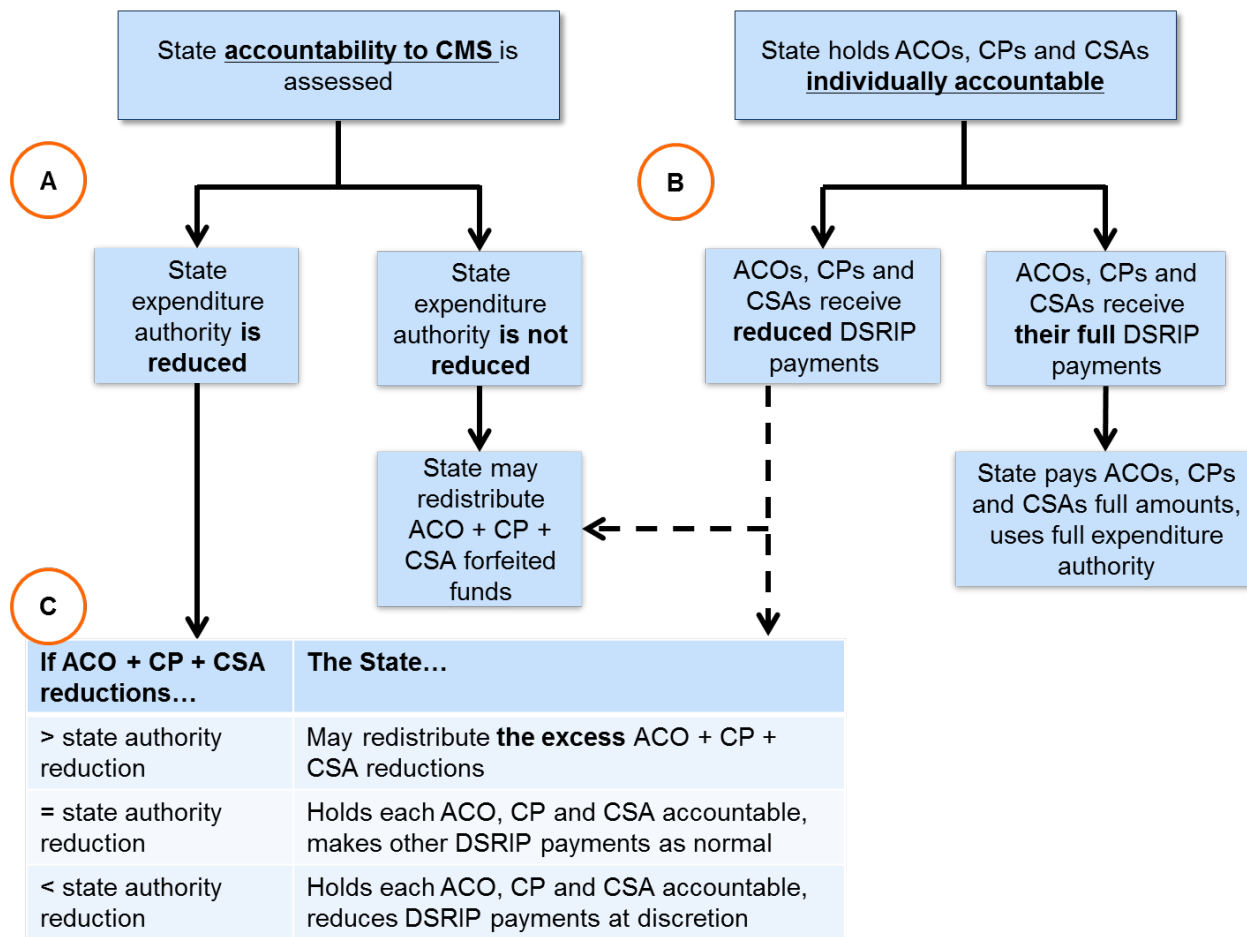 State accountability to CMS is
assessed
State holds ACOs, CPs and CSAs
individually accountable
A
B
State
expenditure
authority is
reduced
State
expenditure
authority is not
reduced
ACOs, CPs and
CSAs receive
reduced DSRIP
payments
ACOs, CPs and
CSAs receive
their full DSRIP
payments
State may
redistribute
ACO + CP +
CSA forfeited
funds
State pays ACOs, CPs
and CSAs full amounts,
uses full expenditure
authority
C
If ACO + CP + CSA
reductions…
The State…
> state authority
reduction
May redistribute the excess ACO + CP +
CSA reductions
= state authority
reduction
Holds each ACO, CP and CSA accountable,
makes other DSRIP payments as normal
< state authority
reduction
Holds each ACO, CP and CSA accountable,
reduces DSRIP payments at discretion